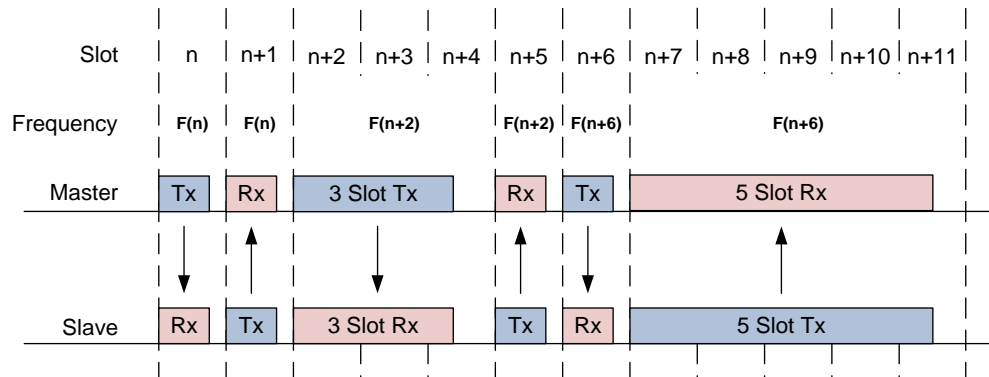 Slot n n+1 n+2 n+3 n+4 n+5 n+6 n+7 n+8 n+9 n+10 n+11
Frequency F(n) F(n) F(n+2) F(n+2) F(n+6) F(n+6)
Master Tx Rx 3 Slot Tx Rx Tx 5 Slot Rx
Slave Rx Tx 3 Slot Rx Tx Rx 5 Slot Tx